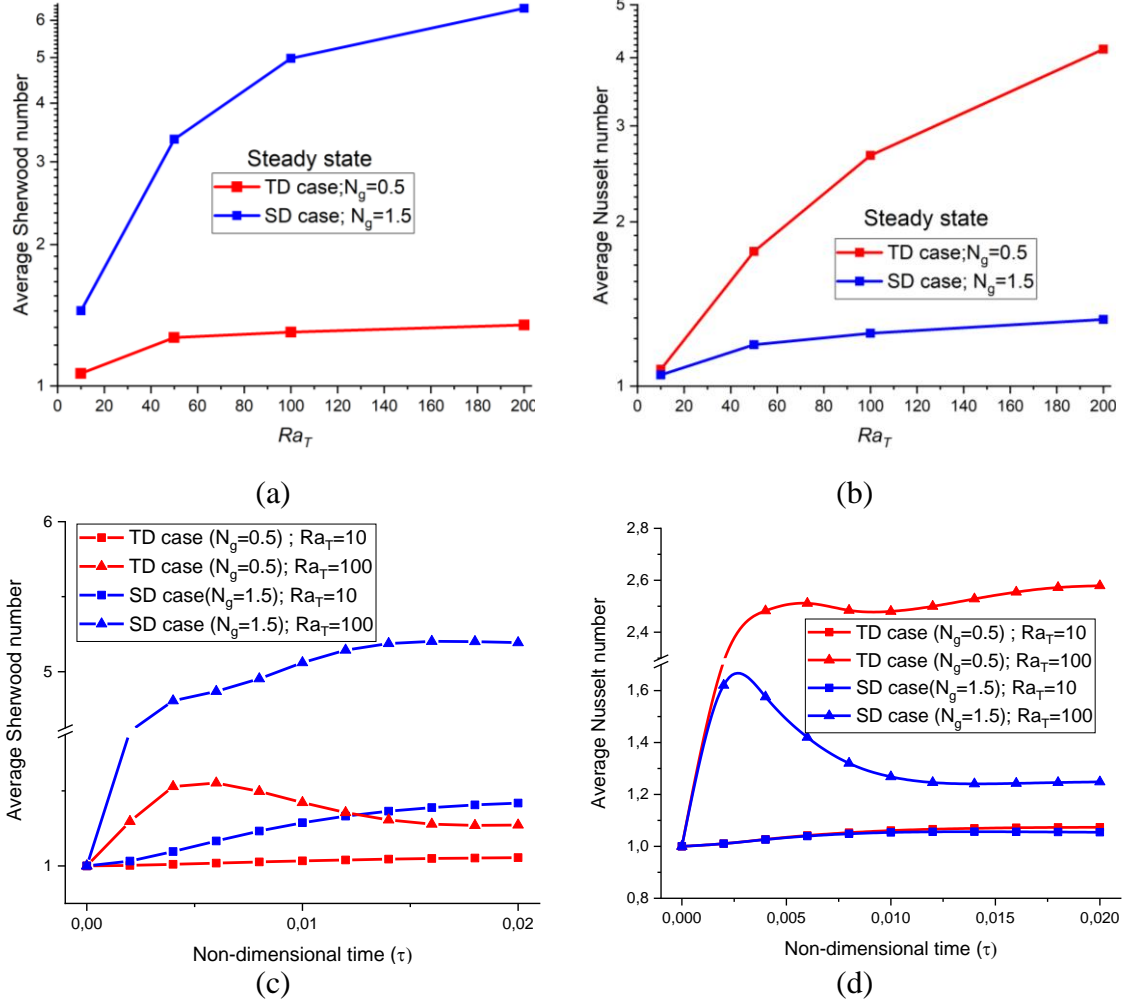 6
5
4
3
2
1
Average Sherwood number
Steady state
TD case;N_g=0.5
SD case; N_g=1.5
0 20 40 60 80 100 120 140 160 180 200
Ra_T
(a)
5
4
3
2
1
Average Nusselt number
Steady state
TD case;N_g=0.5
SD case; N_g=1.5
0 20 40 60 80 100 120 140 160 180 200
Ra_T
(b)
6
5
1
Average Sherwood number
TD case (N_g=0.5) ; Ra_T=10
TD case (N_g=0.5); Ra_T=100
SD case(N_g=1.5); Ra_T=10
SD case (N_g=1.5); Ra_T=100
0,00 0,01 0,02
Non-dimensional time (τ)
(c)
2,8
2,6
2,4
1,6
1,4
1,2
1,0
0,8
Average Nusselt number
TD case (N_g=0.5) ; Ra_T=10
TD case (N_g=0.5); Ra_T=100
SD case(N_g=1.5); Ra_T=10
SD case (N_g=1.5); Ra_T=100
0,000 0,005 0,010 0,015 0,020
Non-dimensional time (τ)
(d)